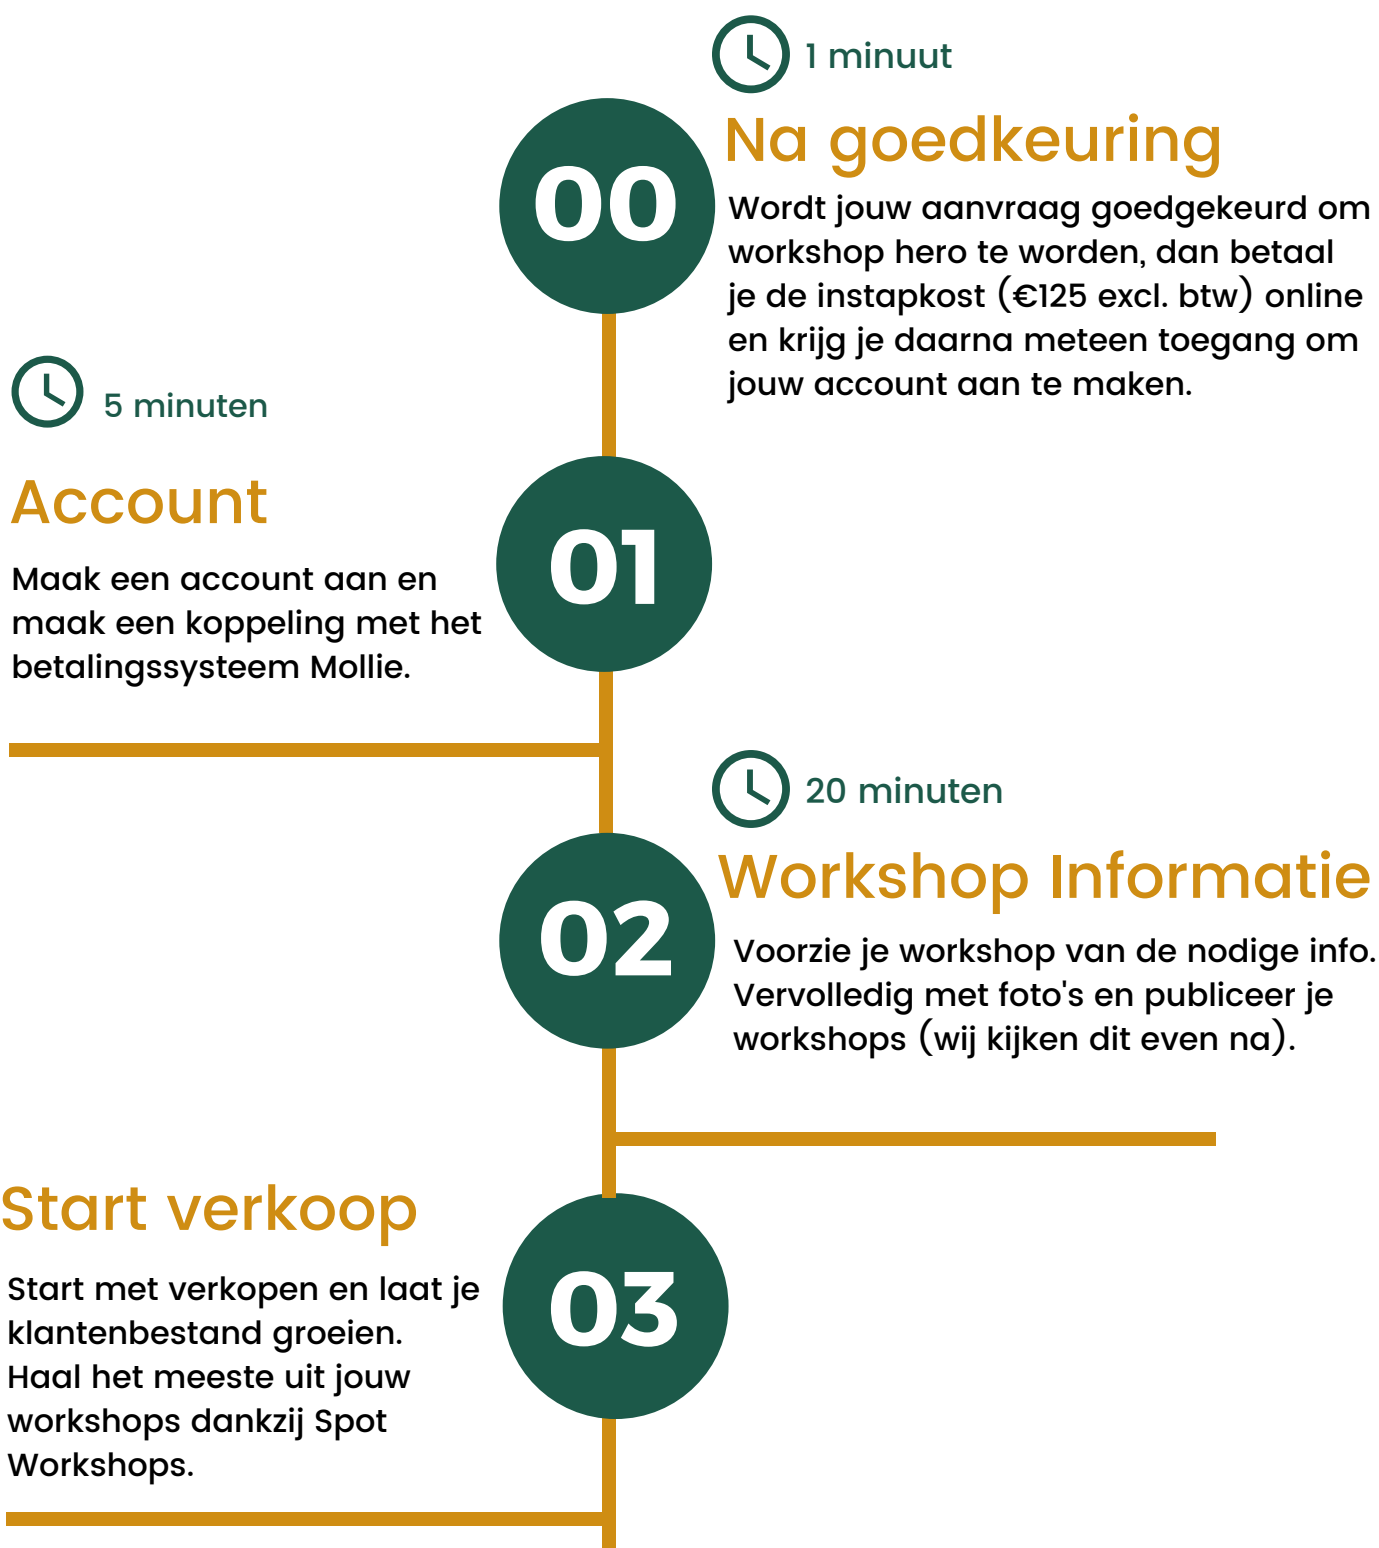 1 minuut
00
Na goedkeuring
Wordt jouw aanvraag goedgekeurd om
workshop hero te worden, dan betaal
je de instapkost (€125 excl. btw) online
en krijg je daarna meteen toegang om
jouw account aan te maken.
5 minuten
Account
01
Maak een account aan en
maak een koppeling met het
betalingssysteem Mollie.
20 minuten
02
Workshop Informatie
Voorzie je workshop van de nodige info.
Vervolledig met foto's en publiceer je
workshops (wij kijken dit even na).
Start verkoop
03
Start met verkopen en laat je
klantenbestand groeien.
Haal het meeste uit jouw
workshops dankzij Spot
Workshops.